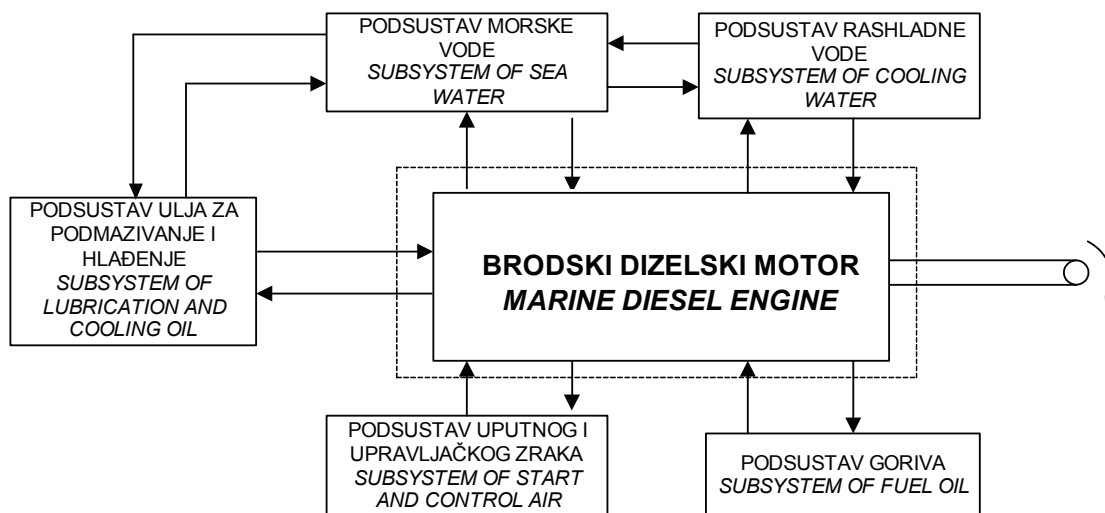 PODSUSTAV MORSKE
VODE
SUBSYSTEM OF SEA
WATER
PODSUSTAV RASHLADNE
VODE
SUBSYSTEM OF COOLING
WATER
PODSUSTAV ULJA ZA
PODMAZIVANJE I
HLAĐENJE
SUBSYSTEM OF
LUBRICATION AND
COOLING OIL
BRODSKI DIZELSKI MOTOR
MARINE DIESEL ENGINE
PODSUSTAV UPUTNOG I
UPRAVLJAČKOG ZRAKA
SUBSYSTEM OF START
AND CONTROL AIR
PODSUSTAV GORIVA
SUBSYSTEM OF FUEL OIL